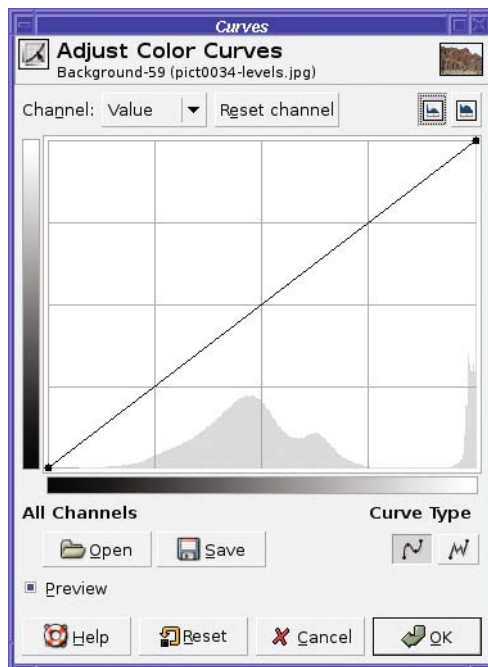 Curves
Adjust Color Curves
Background-59 (pict0034-levels.jpg)
Channel: Value Reset channel
All Channels Curve Type
Open Save
Preview
Help Reset Cancel OK